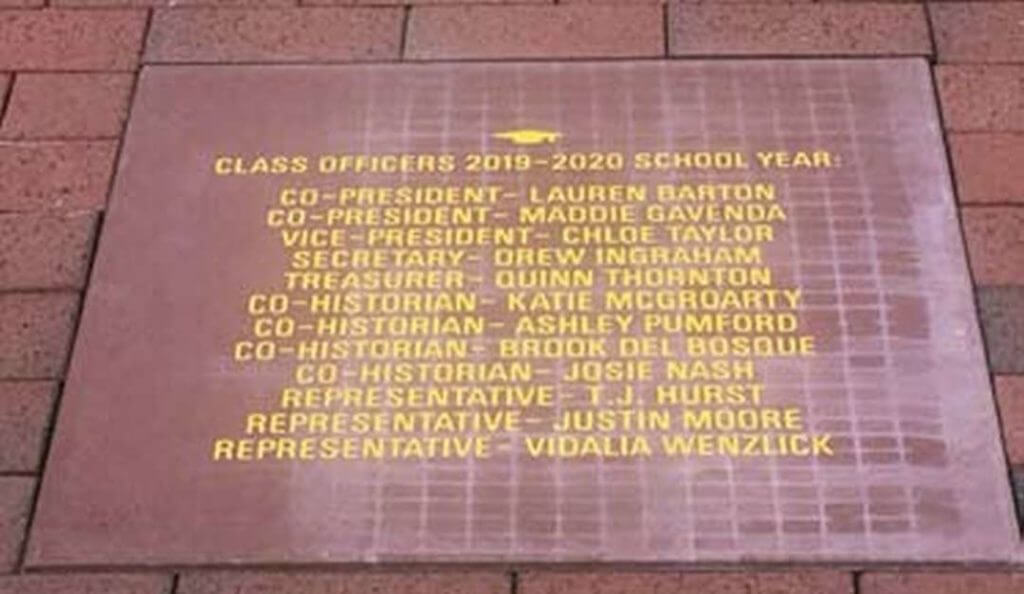 CLASS OFFICERS 2019-2020 SCHOOL YEAR:
CO-PRESIDENT- LAUREN BARTON
CO-PRESIDENT- MADDIE GAVENDA
VICE-PRESIDENT- CHLOE TAYLOR
SECRETARY- DREW INGRAHAM
TREASURER- QUINN THORNTON
CO-HISTORIAN- KATIE MCGROARTY
CO-HISTORIAN- ASHLEY PUMFORD
CO-HISTORIAN- BROOK DEL BOSQUE
CO-HISTORIAN- JOSIE NASH
REPRESENTATIVE- T.J. HURST
REPRESENTATIVE- JUSTIN MOORE
REPRESENTATIVE- VIDALIA WENZLICK